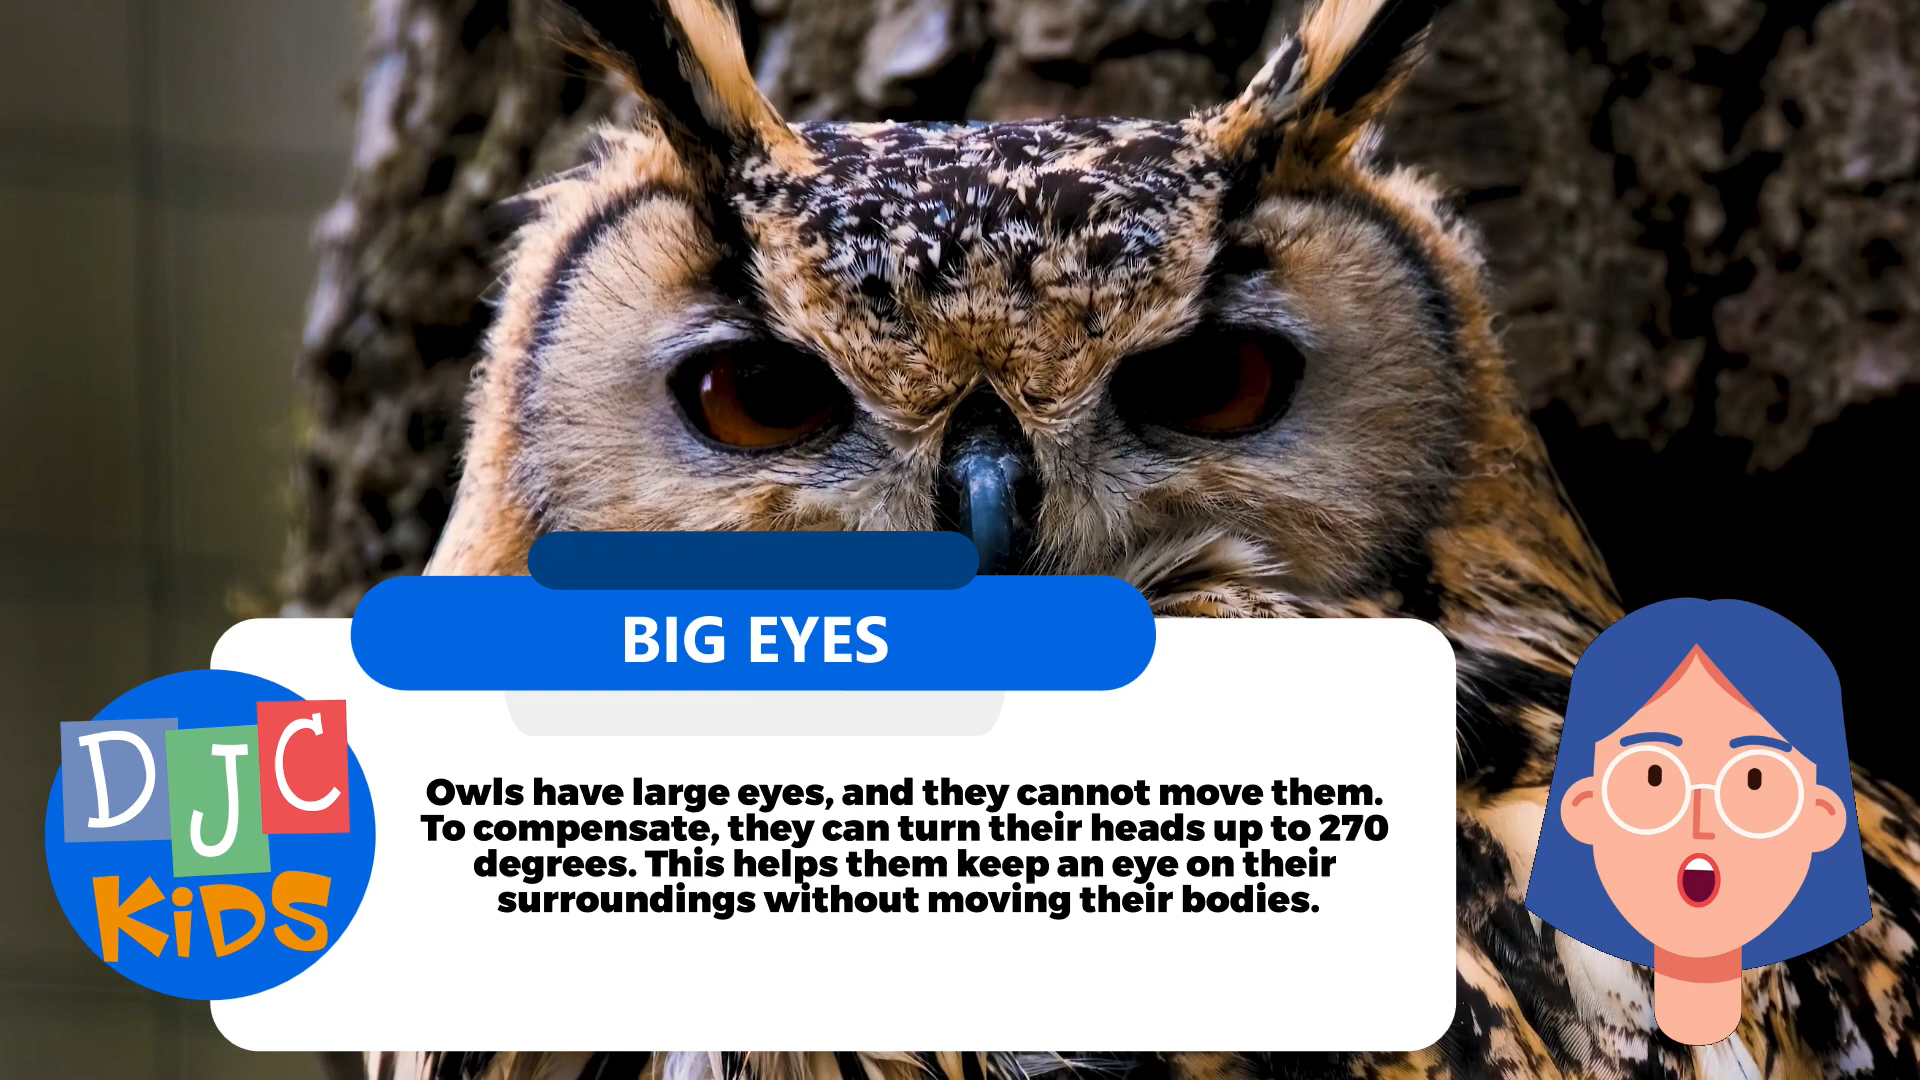 BIG EYES
DJC
KiDS
Owls have large eyes, and they cannot move them.
To compensate, they can turn their heads up to 270
degrees. This helps them keep an eye on their
surroundings without moving their bodies.